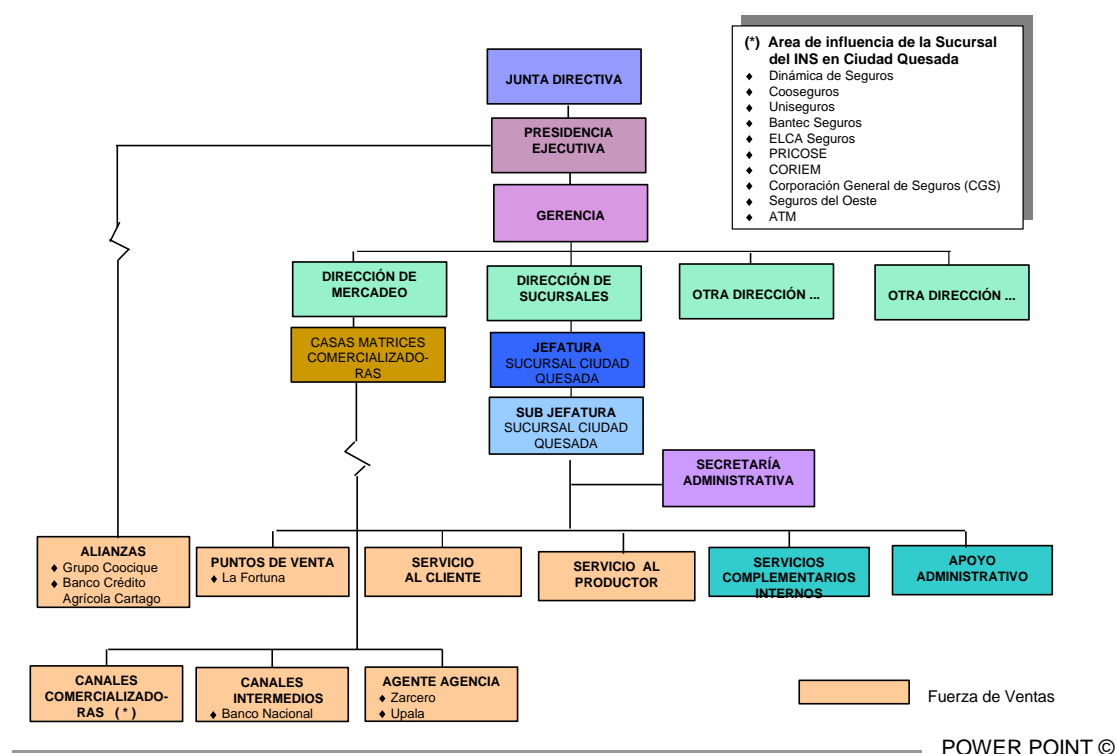 (*) Area de influencia de la Sucursal
del INS en Ciudad Quesada
♦ Dinámica de Seguros
♦ Cooseguros
♦ Uniseguros
♦ Bantec Seguros
♦ ELCA Seguros
♦ PRICOSE
♦ CORIEM
♦ Corporación General de Seguros (CGS)
♦ Seguros del Oeste
♦ ATM
JUNTA DIRECTIVA
PRESIDENCIA
EJECUTIVA
GERENCIA
DIRECCIÓN DE
MERCADEO
DIRECCIÓN DE
SUCURSALES
OTRA DIRECCIÓN ...
OTRA DIRECCIÓN ...
CASAS MATRICES
COMERCIALIZADO-
RAS
JEFATURA
SUCURSAL CIUDAD
QUESADA
SUB JEFATURA
SUCURSAL CIUDAD
QUESADA
SECRETARÍA
ADMINISTRATIVA
ALIANZAS
♦ Grupo Coocique
♦ Banco Crédito
Agrícola Cartago
PUNTOS DE VENTA
♦ La Fortuna
SERVICIO
AL CLIENTE
SERVICIO AL
PRODUCTOR
SERVICIOS
COMPLEMENTARIOS
INTERNOS
APOYO
ADMINISTRATIVO
CANALES
COMERCIALIZADO-
RAS (*)
CANALES
INTERMEDIOS
♦ Banco Nacional
AGENTE AGENCIA
♦ Zarcero
♦ Upala
Fuerza de Ventas
POWER POINT ©